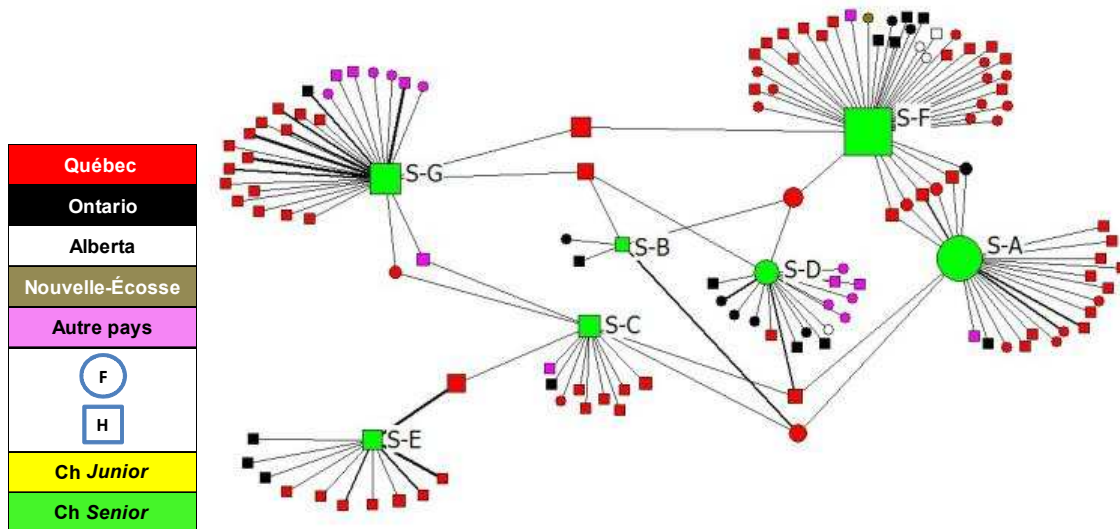 Québec
Ontario
Alberta
Nouvelle-Écosse
Autre pays
F
H
Ch Junior
Ch Senior
S-F
S-G
S-B
S-A
S-D
S-C
S-E